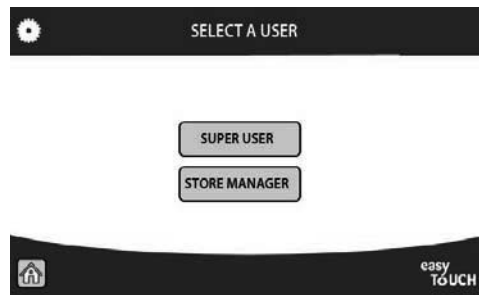 SELECT A USER
SUPER USER
STORE MANAGER
easy
TOUCH